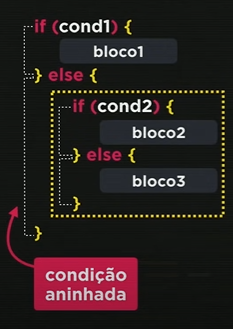 if (cond1) {
bloco1
} else {
if (cond2) {
bloco2
} else {
bloco3
}
}
condição
aninhada